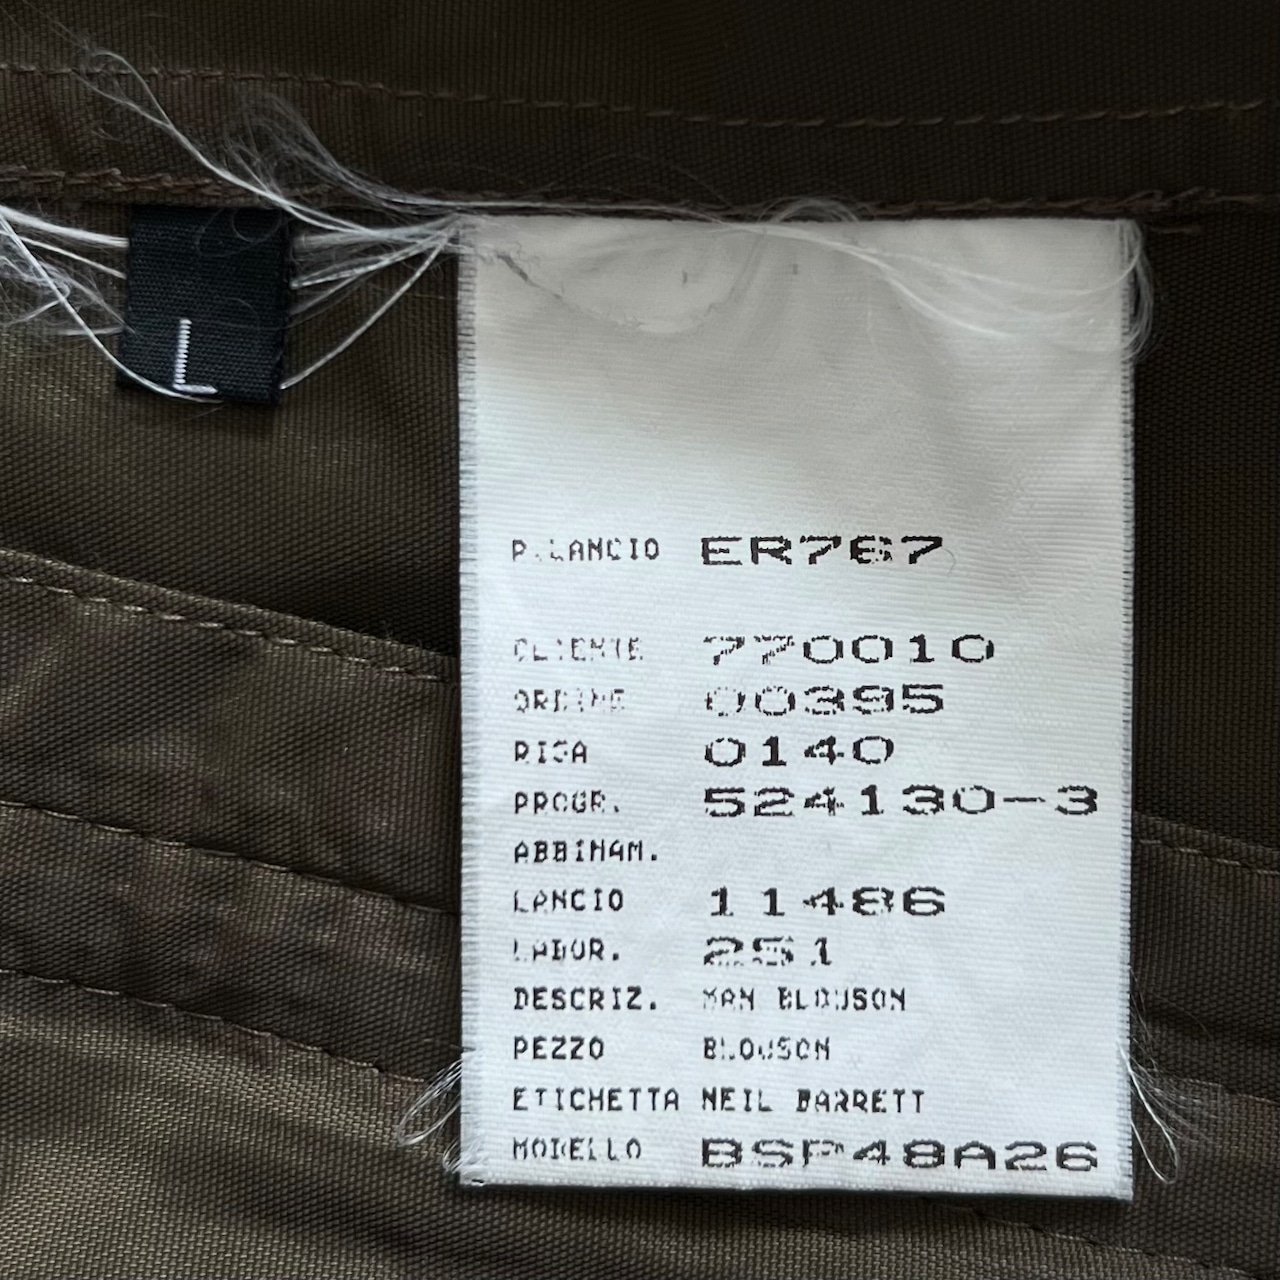 L
P.LANCIO ER767
CLIENTE 770010
ORDINE 00395
RIGA 0140
PROGR. 524130-3
ABBINAM.
LANCIO 11486
LABOR. 251
DESCRIZ. MAN BLOUSON
PEZZO BLOUSON
ETICHETTA NEIL BARRETT
MODELLO BSP48A26